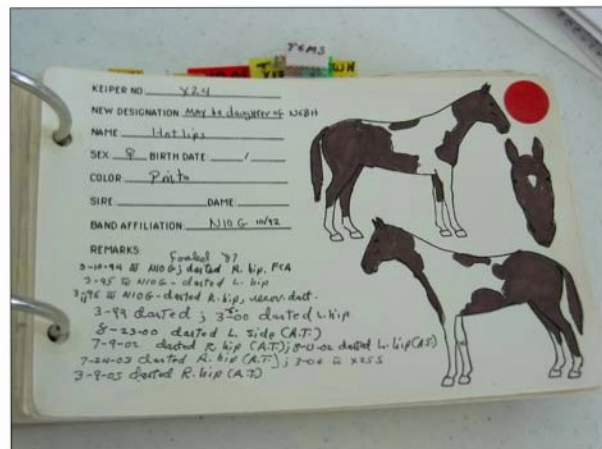 TEMS
KEIPER NO. X24
NEW DESIGNATION May be daughter of N6BH
NAME Hot lips
SEX ♀ BIRTH DATE /
COLOR Pinto
SIRE DAME
BAND AFFILIATION N10G 10/92
REMARKS: Foaled 87
3-10-94 w N10G; darted R. hip, FCA
3-95 w N10G - darted L. hip
3-96 w N10G - darted R. hip, recov. dart.
3-99 darted ; 3-00 darted L. hip
8-23-00 darted L. Side (A.T.)
7-9-02 darted R hip (A.T.); 8-13-02 darted L. hip (A.T.)
7-24-03 darted R. hip (A.T.); 3-04 w X25S
3-9-05 darted R. hip (A.T.)